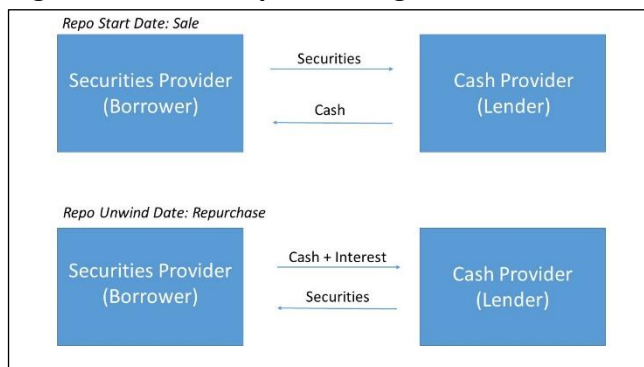 Repo Start Date: Sale
Securities Provider
(Borrower)
Securities
Cash
Cash Provider
(Lender)
Repo Unwind Date: Repurchase
Securities Provider
(Borrower)
Cash + Interest
Securities
Cash Provider
(Lender)